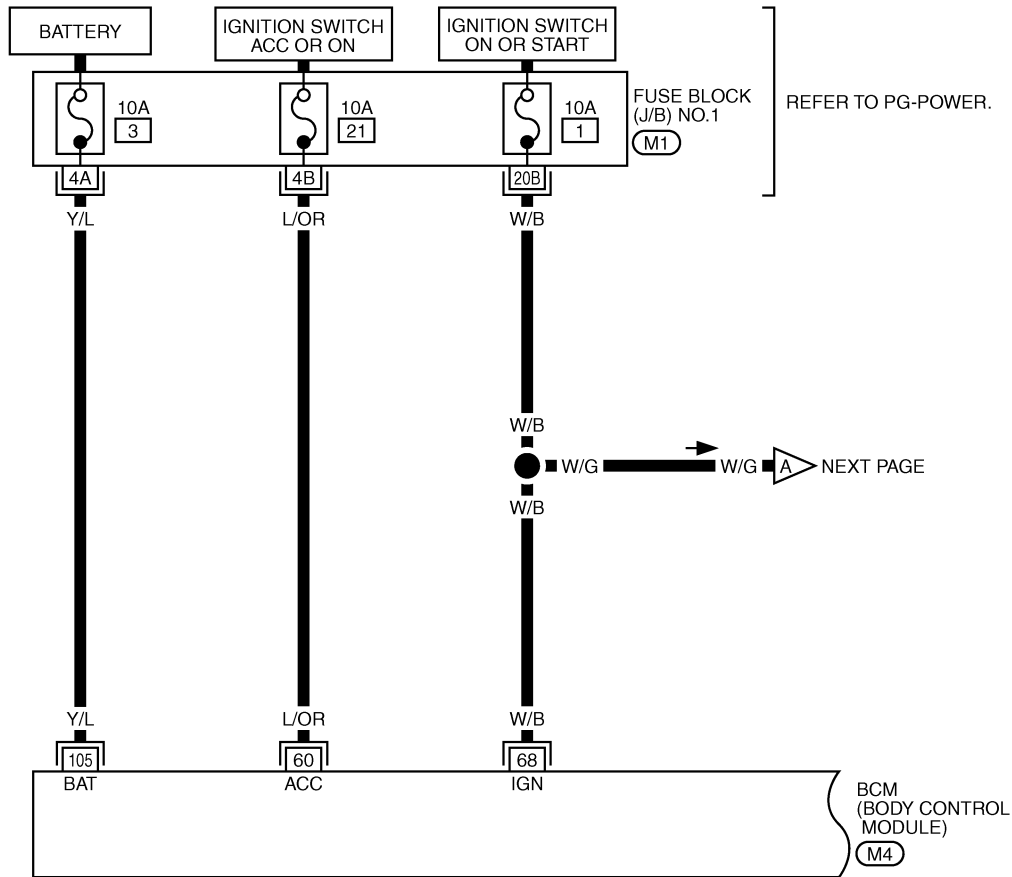 BATTERY
IGNITION SWITCH
ACC OR ON
IGNITION SWITCH
ON OR START
10A
3
10A
21
10A
1
FUSE BLOCK
(J/B) NO.1
M1
REFER TO PG-POWER.
4A
4B
20B
Y/L
L/OR
W/B
W/B
W/G
W/G
A
NEXT PAGE
W/B
Y/L
L/OR
W/B
105
60
68
BAT
ACC
IGN
BCM
(BODY CONTROL
MODULE)
M4